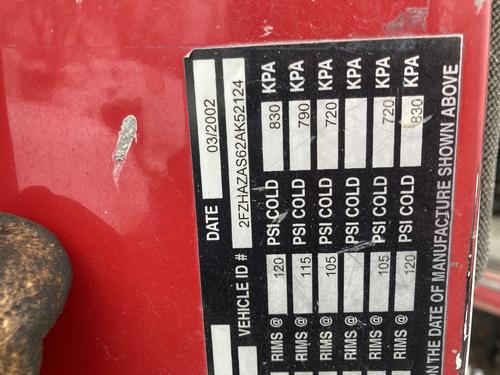 DATE 03/2002
VEHICLE ID # 2FZHAZAS62AK52124
RIMS @ 120 PSI COLD 830 KPA
RIMS @ 115 PSI COLD 790 KPA
RIMS @ 105 PSI COLD 720 KPA
RIMS @ PSI COLD KPA
RIMS @ 105 PSI COLD 720 KPA
RIMS @ 120 PSI COLD 830 KPA
N THE DATE OF MANUFACTURE SHOWN ABOVE